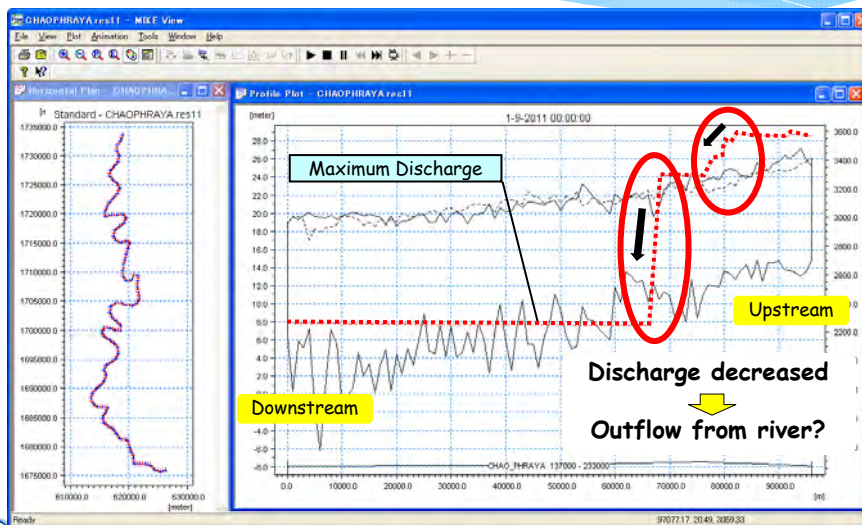 CHAOPHRAYA.res11 - MIKE View
File View Plot Animation Tools Window Help
Horizontal Plan - CHAOPHRA...
Standard - CHAOPHRAYA.res11
1735000.0
1730000.0
1725000.0
1720000.0
1715000.0
1710000.0
1705000.0
1700000.0
1695000.0
1690000.0
1685000.0
1680000.0
1675000.0
610000.0 620000.0 630000.0
[meter]
Profile Plot - CHAOPHRAYA.res11
[meter]
1-9-2011 00:00:00
28.0
26.0
24.0
22.0
20.0
18.0
16.0
14.0
12.0
10.0
8.0
6.0
4.0
2.0
-4.0
-6.0
-8.0
3600.0
3400.0
3200.0
3000.0
2800.0
2600.0
2200.0
Maximum Discharge
Upstream
Downstream
Discharge decreased
Outflow from river?
CHAO_PHRAYA 137000 - 233000
0.0 10000.0 20000.0 30000.0 40000.0 50000.0 60000.0 70000.0 80000.0 90000.0
[m]
Ready
97077.17, 20.49, 3059.33